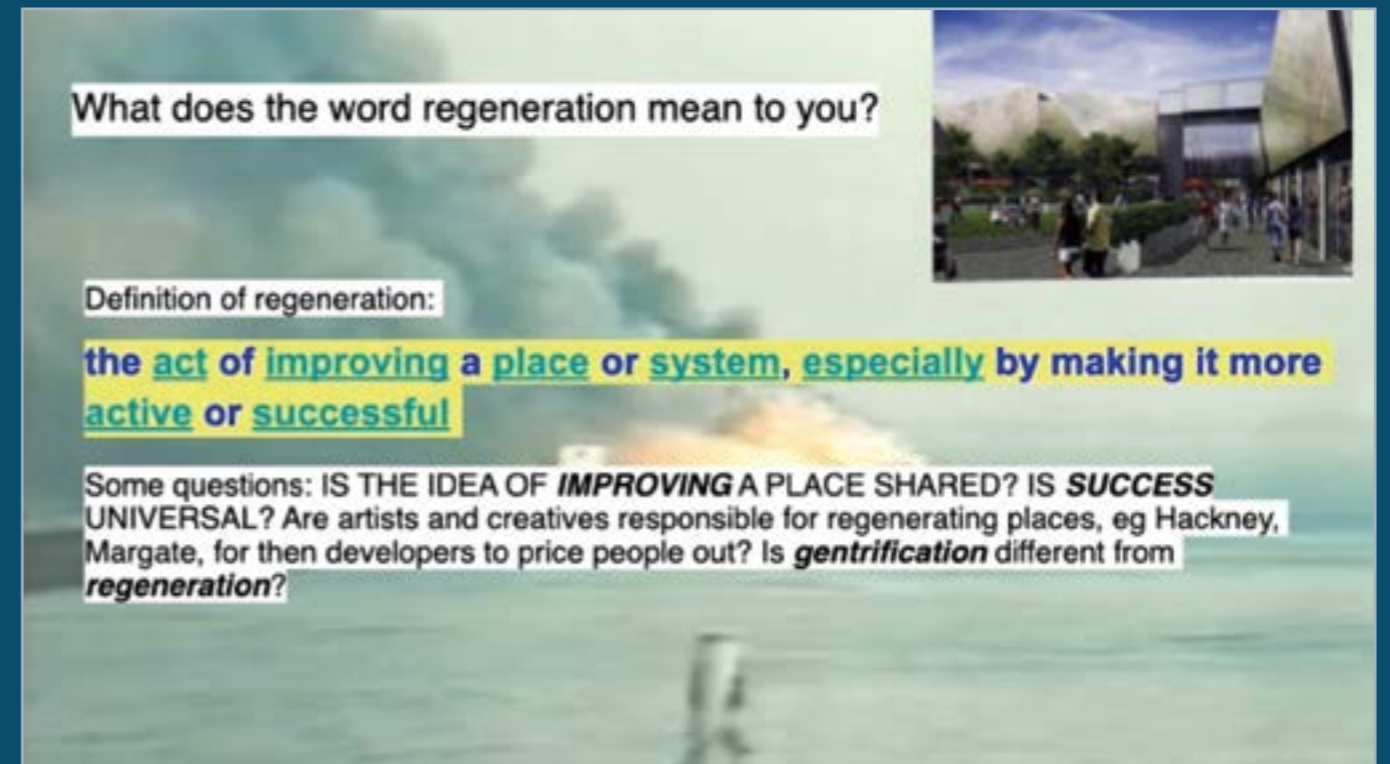 What does the word regeneration mean to you?
Definition of regeneration:
the act of improving a place or system, especially by making it more
active or successful
Some questions: IS THE IDEA OF IMPROVING A PLACE SHARED? IS SUCCESS
UNIVERSAL? Are artists and creatives responsible for regenerating places, eg Hackney,
Margate, for then developers to price people out? Is gentrification different from
regeneration?